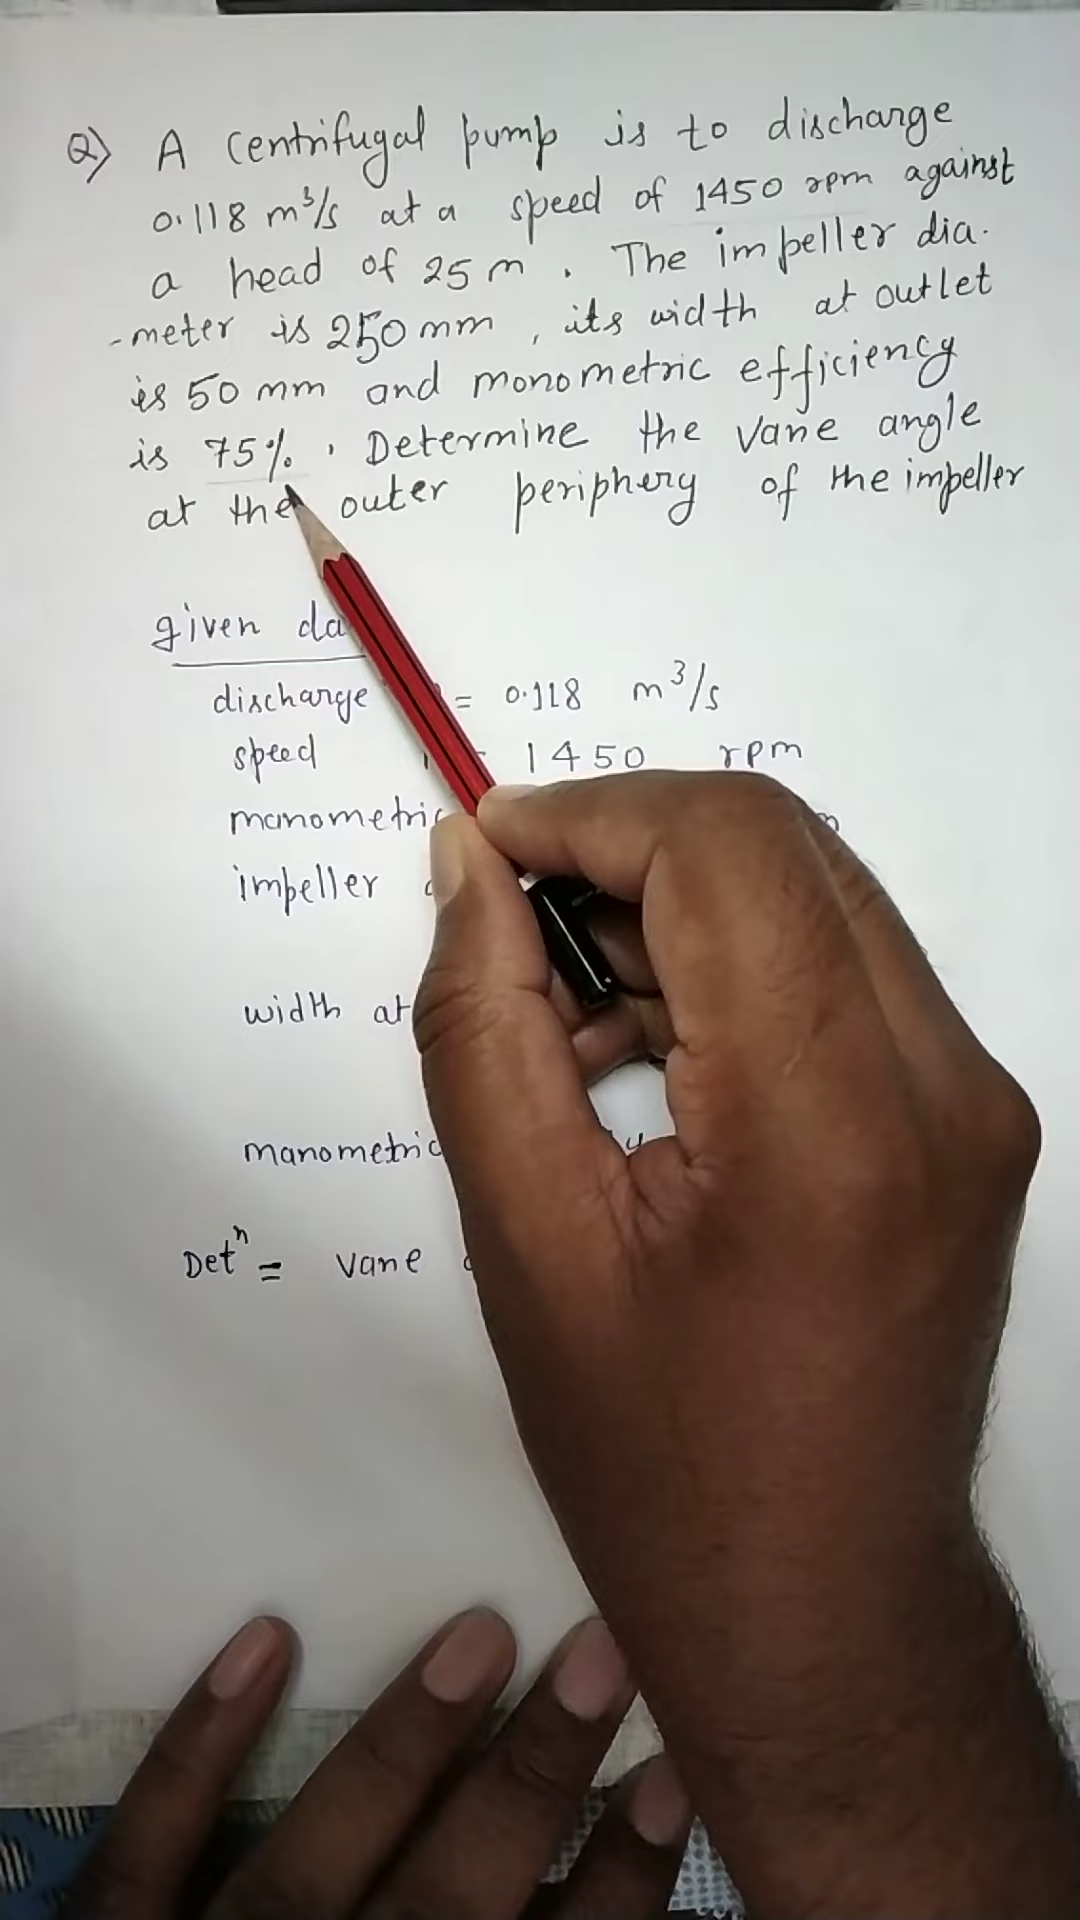 Q) A centrifugal pump is to discharge
0.118 m³/s at a speed of 1450 rpm against
a head of 25 m. The impeller dia-
-meter is 250 mm, its width at outlet
is 50 mm and monometric efficiency
is 75%. Determine the vane angle
at the outer periphery of the impeller
given
discharge = 0.118 m³/s
speed = 1450 rpm
manometric
impeller
width at
manometric
Detⁿ = vane